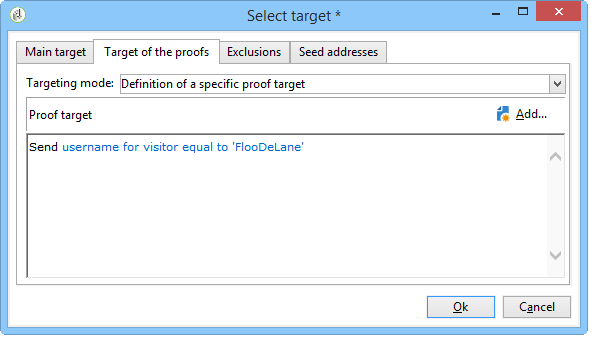 Select target *
Main target Target of the proofs Exclusions Seed addresses
Targeting mode: Definition of a specific proof target
Proof target Add...
Send username for visitor equal to 'FlooDeLane'
Ok Cancel